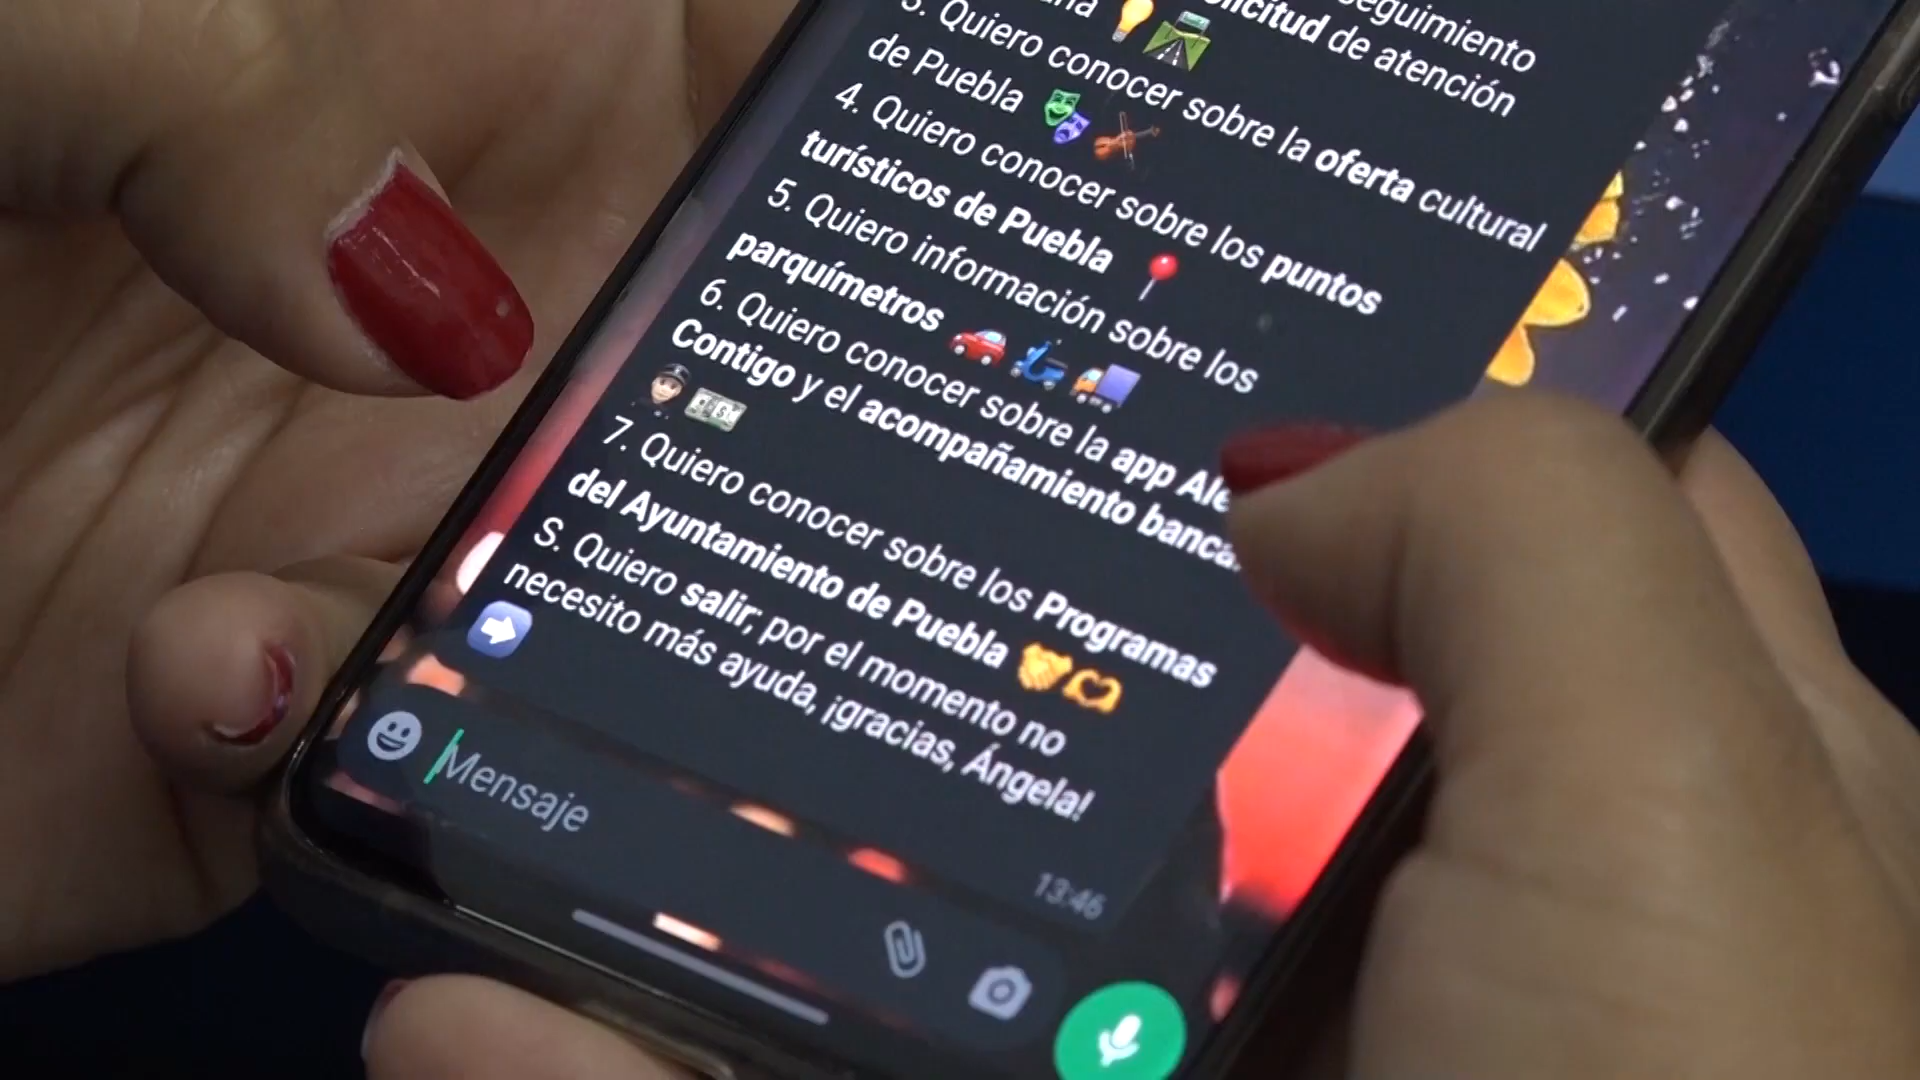 seguimiento
solicitud de atención
3. Quiero conocer sobre la oferta cultural
de Puebla
4. Quiero conocer sobre los puntos
turísticos de Puebla
5. Quiero información sobre los
parquímetros
6. Quiero conocer sobre la app
Contigo y el acompañamiento
7. Quiero conocer sobre los Programas
del Ayuntamiento de Puebla
S. Quiero salir, por el momento no
necesito más ayuda, ¡gracias, Ángela!
13:46
Mensaje